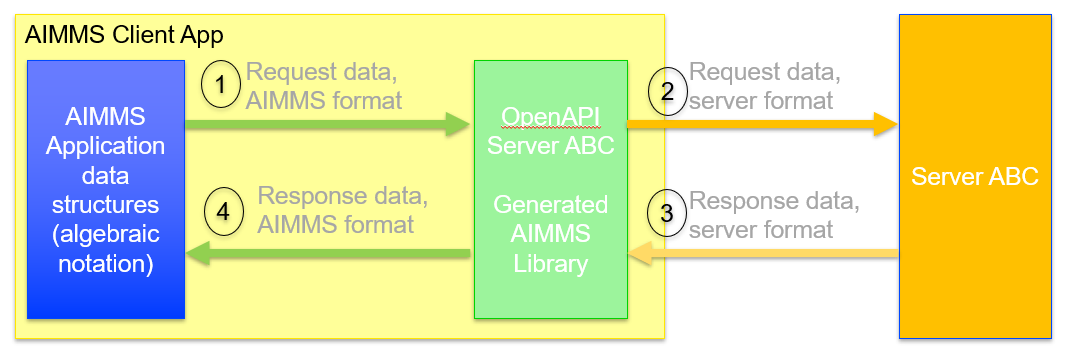 AIMMS Client App
AIMMS
Application
data
structures
(algebraic
notation)
1
Request data,
AIMMS format
4
Response data,
AIMMS format
OpenAPI
Server ABC
Generated
AIMMS
Library
2
Request data,
server format
3
Response data,
server format
Server ABC